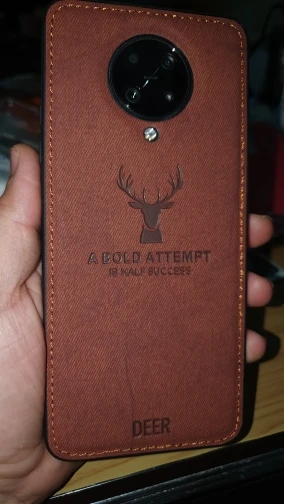 A BOLD ATTEMPT
IS HALF SUCCESS
DEER